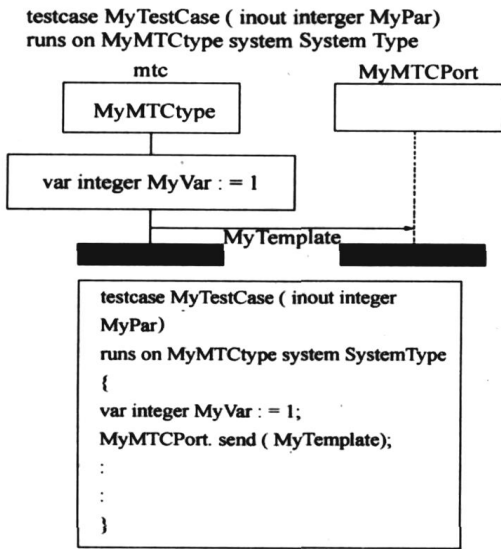 testcase MyTestCase ( inout interger MyPar)
runs on MyMTCtype system System Type
mtc
MyMTCPort
MyMTCtype
var integer MyVar : = 1
MyTemplate
testcase MyTestCase ( inout integer
MyPar)
runs on MyMTCtype system SystemType
{
var integer MyVar : = 1;
MyMTCPort. send ( MyTemplate);
:
:
}